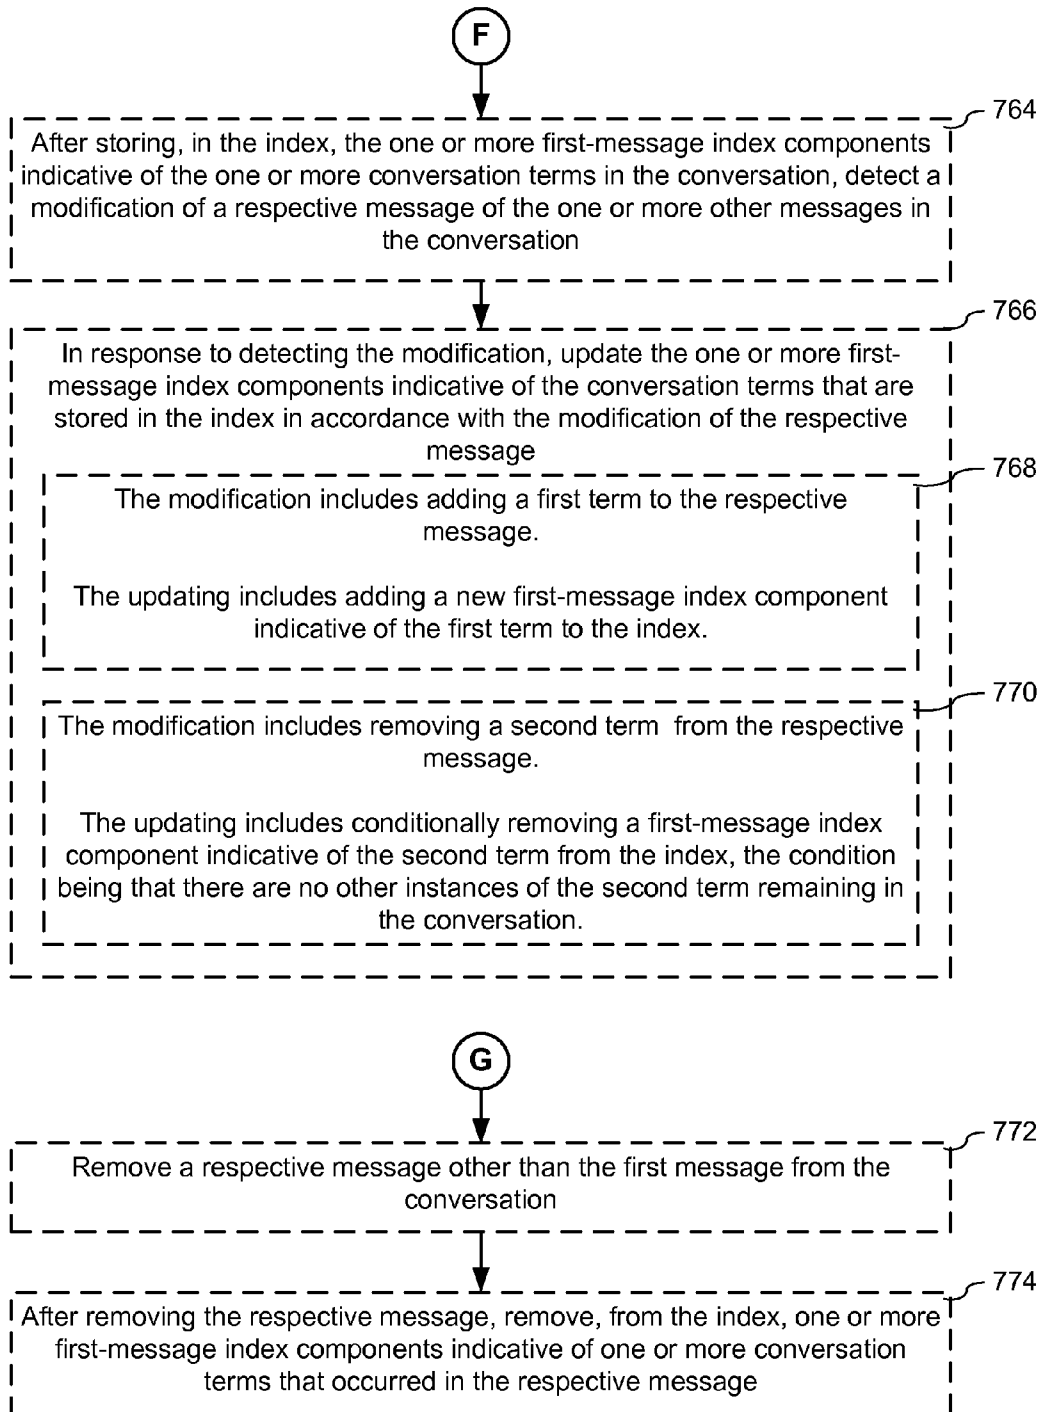 F
764
After storing, in the index, the one or more first-message index components
indicative of the one or more conversation terms in the conversation, detect a
modification of a respective message of the one or more other messages in
the conversation
766
In response to detecting the modification, update the one or more first-
message index components indicative of the conversation terms that are
stored in the index in accordance with the modification of the respective
message
768
The modification includes adding a first term to the respective
message.
The updating includes adding a new first-message index component
indicative of the first term to the index.
770
The modification includes removing a second term from the respective
message.
The updating includes conditionally removing a first-message index
component indicative of the second term from the index, the condition
being that there are no other instances of the second term remaining in
the conversation.
G
772
Remove a respective message other than the first message from the
conversation
774
After removing the respective message, remove, from the index, one or more
first-message index components indicative of one or more conversation
terms that occurred in the respective message